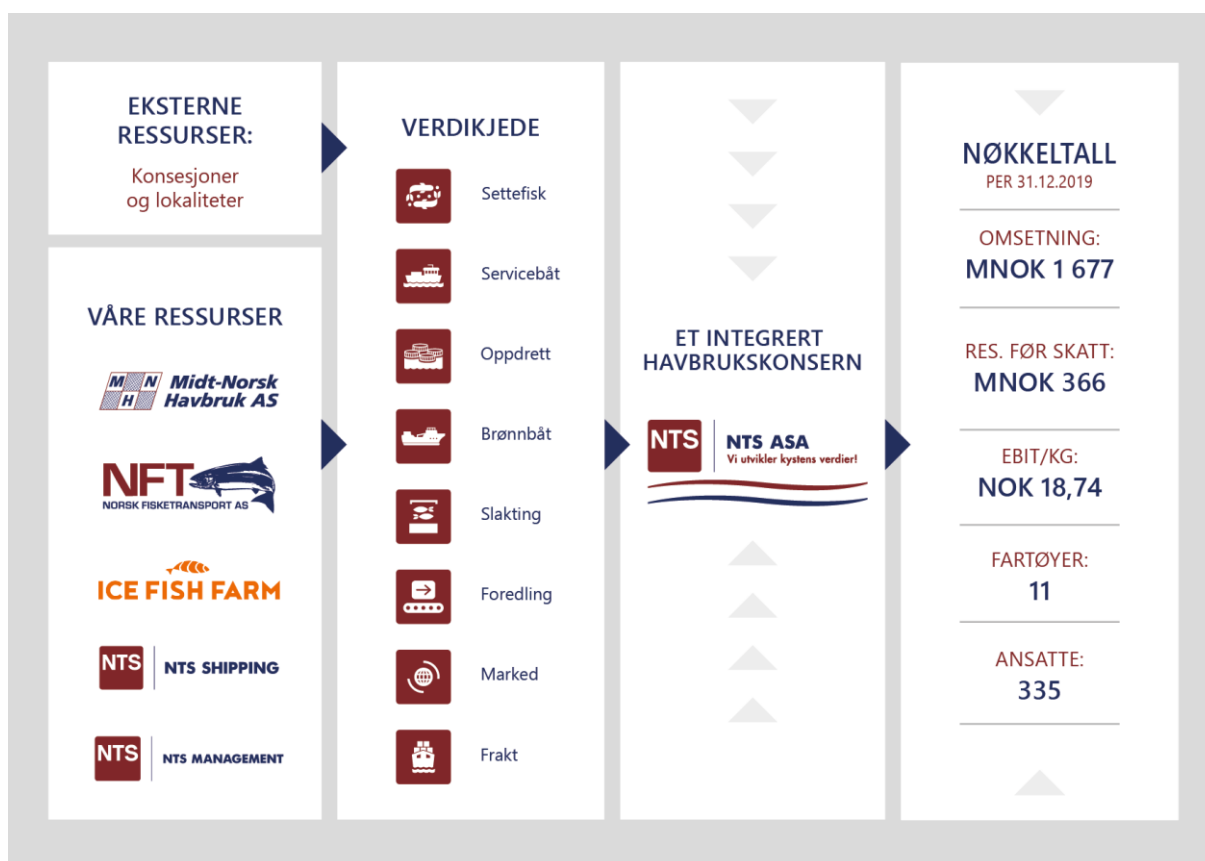 EKSTERNE
RESSURSER:
Konsesjoner
og lokaliteter
VÅRE RESSURSER
M N
H
Midt-Norsk
Havbruk AS
NFT
NORSK FISKETRANSPORT AS
ICE FISH FARM
NTS
NTS SHIPPING
NTS
NTS MANAGEMENT
VERDIKJEDE
Settefisk
Servicebåt
Oppdrett
Brønnbåt
Slakting
Foredling
Marked
Frakt
ET INTEGRERT
HAVBRUKSKONSERN
NTS
NTS ASA
Vi utvikler kystens verdier!
NØKKELTALL
PER 31.12.2019
OMSETNING:
MNOK 1 677
RES. FØR SKATT:
MNOK 366
EBIT/KG:
NOK 18,74
FARTØYER:
11
ANSATTE:
335